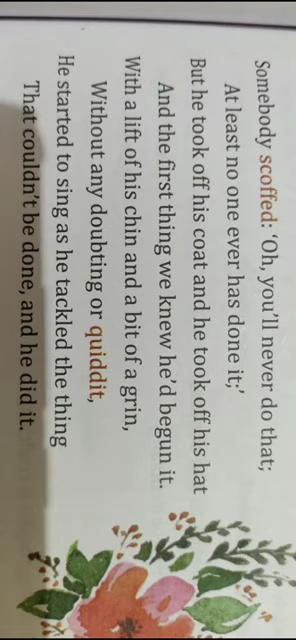 Somebody scoffed: ‘Oh, you’ll never do that;
At least no one ever has done it;’
But he took off his coat and he took off his hat
And the first thing we knew he’d begun it.
With a lift of his chin and a bit of a grin,
Without any doubting or quiddit,
He started to sing as he tackled the thing
That couldn’t be done, and he did it.